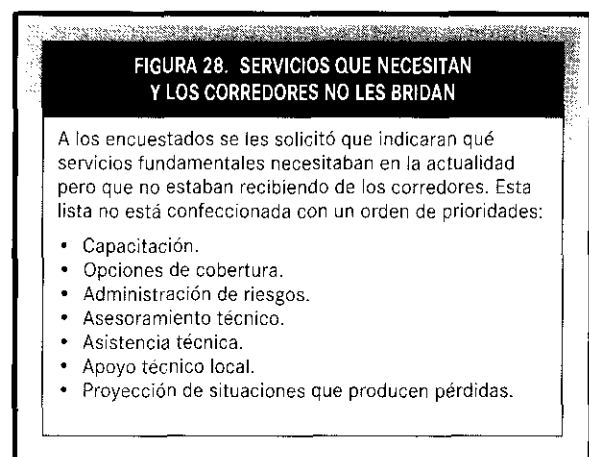 FIGURA 28. SERVICIOS QUE NECESITAN
Y LOS CORREDORES NO LES BRIDAN
A los encuestados se les solicitó que indicaran qué
servicios fundamentales necesitaban en la actualidad
pero que no estaban recibiendo de los corredores. Esta
lista no está confeccionada con un orden de prioridades:
• Capacitación.
• Opciones de cobertura.
• Administración de riesgos.
• Asesoramiento técnico.
• Asistencia técnica.
• Apoyo técnico local.
• Proyección de situaciones que producen pérdidas.